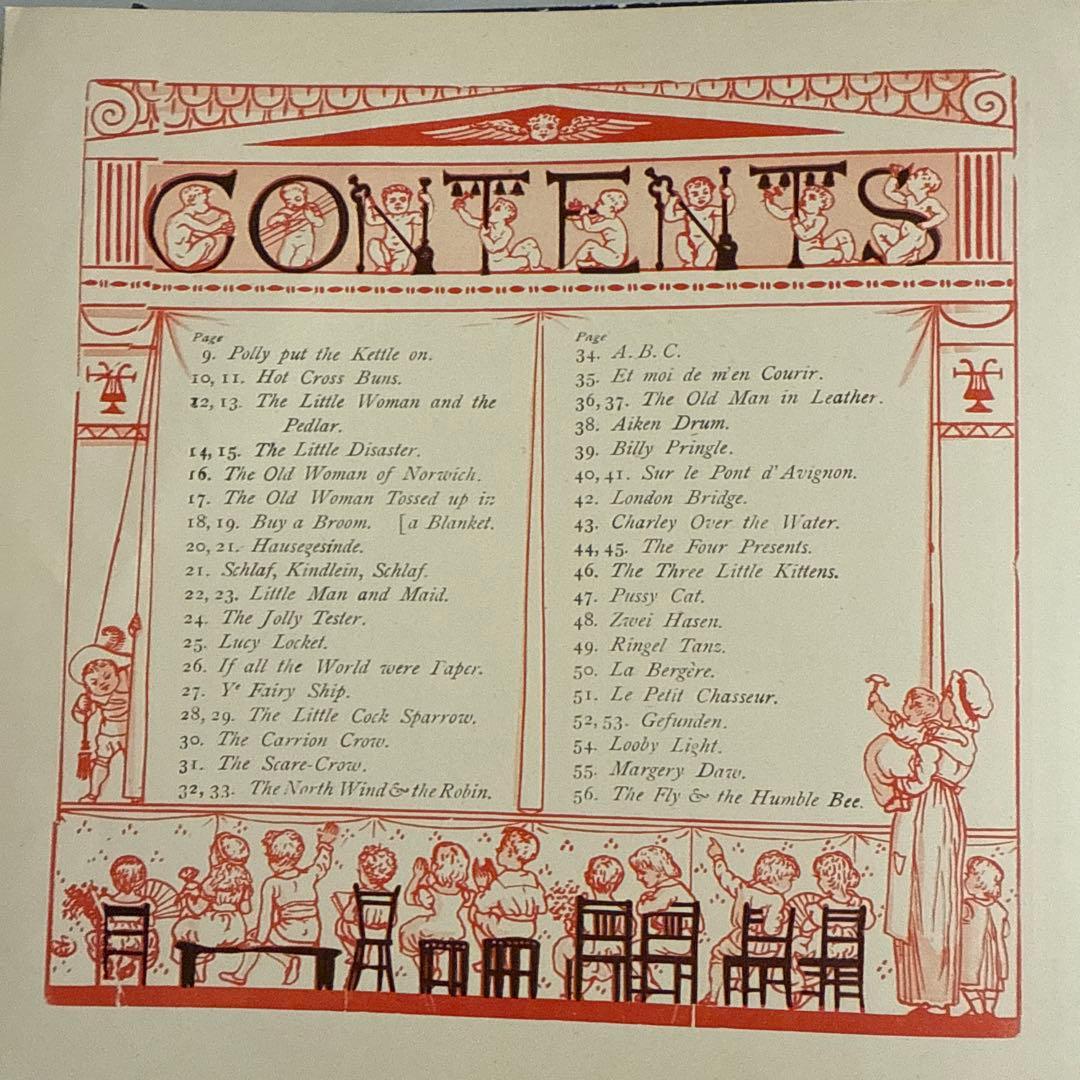 CONTENTS
Page
9. Polly put the Kettle on.
10, 11. Hot Cross Buns.
12, 13. The Little Woman and the
Pedlar.
14, 15. The Little Disaster.
16. The Old Woman of Norwich.
17. The Old Woman Tossed up in
18, 19. Buy a Broom. [a Blanket.
20, 21. Hausegesinde.
21. Schlaf, Kindlein, Schlaf.
22, 23. Little Man and Maid.
24. The Jolly Tester.
25. Lucy Locket.
26. If all the World were Paper.
27. Yᵉ Fairy Ship.
28, 29. The Little Cock Sparrow.
30. The Carrion Crow.
31. The Scare-Crow.
32, 33. The North Wind & the Robin.
Page
34. A. B. C.
35. Et moi de m'en Courir.
36, 37. The Old Man in Leather.
38. Aiken Drum.
39. Billy Pringle.
40, 41. Sur le Pont d'Avignon.
42. London Bridge.
43. Charley Over the Water.
44, 45. The Four Presents.
46. The Three Little Kittens.
47. Pussy Cat.
48. Zwei Hasen.
49. Ringel Tanz.
50. La Bergère.
51. Le Petit Chasseur.
52, 53. Gefunden.
54. Looby Light.
55. Margery Daw.
56. The Fly & the Humble Bee.